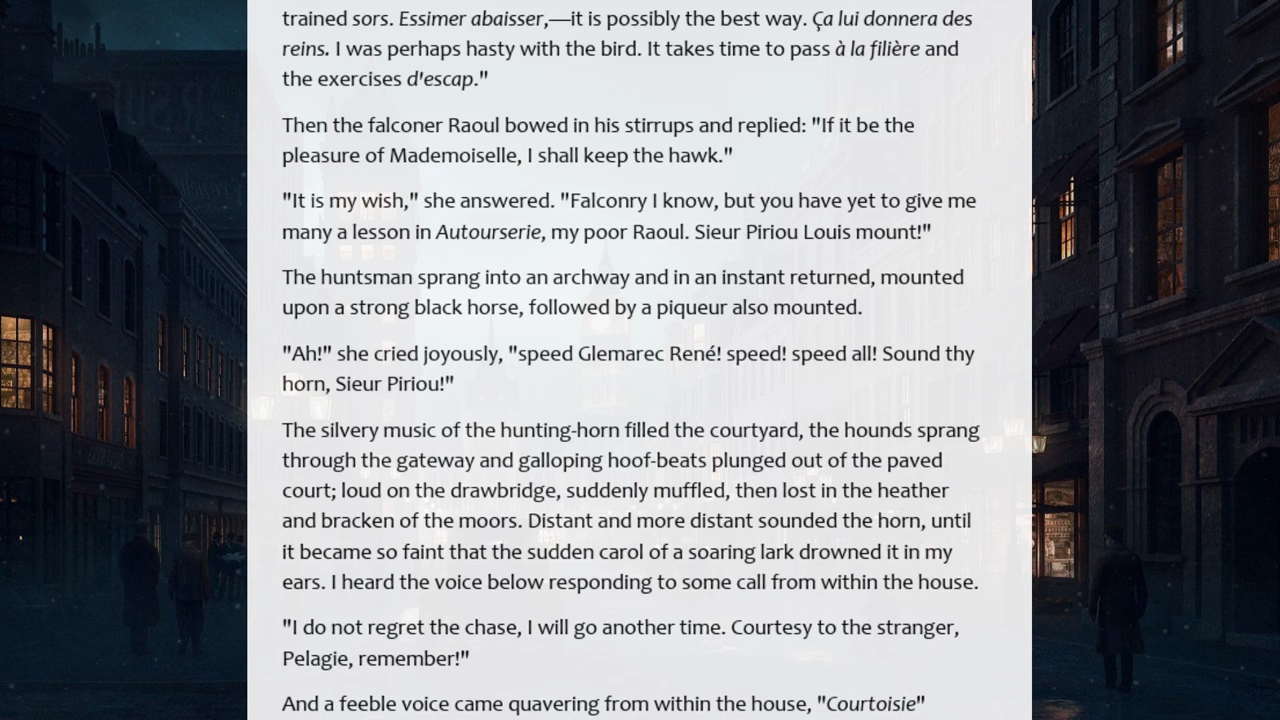 trained sors. Essimer abaisser,—it is possibly the best way. Ça lui donnera des
reins. I was perhaps hasty with the bird. It takes time to pass à la filière and
the exercises d'escap."
Then the falconer Raoul bowed in his stirrups and replied: "If it be the
pleasure of Mademoiselle, I shall keep the hawk."
"It is my wish," she answered. "Falconry I know, but you have yet to give me
many a lesson in Autourserie, my poor Raoul. Sieur Piriou Louis mount!"
The huntsman sprang into an archway and in an instant returned, mounted
upon a strong black horse, followed by a piqueur also mounted.
"Ah!" she cried joyously, "speed Glemarec René! speed! speed all! Sound thy
horn, Sieur Piriou!"
The silvery music of the hunting-horn filled the courtyard, the hounds sprang
through the gateway and galloping hoof-beats plunged out of the paved
court; loud on the drawbridge, suddenly muffled, then lost in the heather
and bracken of the moors. Distant and more distant sounded the horn, until
it became so faint that the sudden carol of a soaring lark drowned it in my
ears. I heard the voice below responding to some call from within the house.
"I do not regret the chase, I will go another time. Courtesy to the stranger,
Pelagie, remember!"
And a feeble voice came quavering from within the house, "Courtoisie"